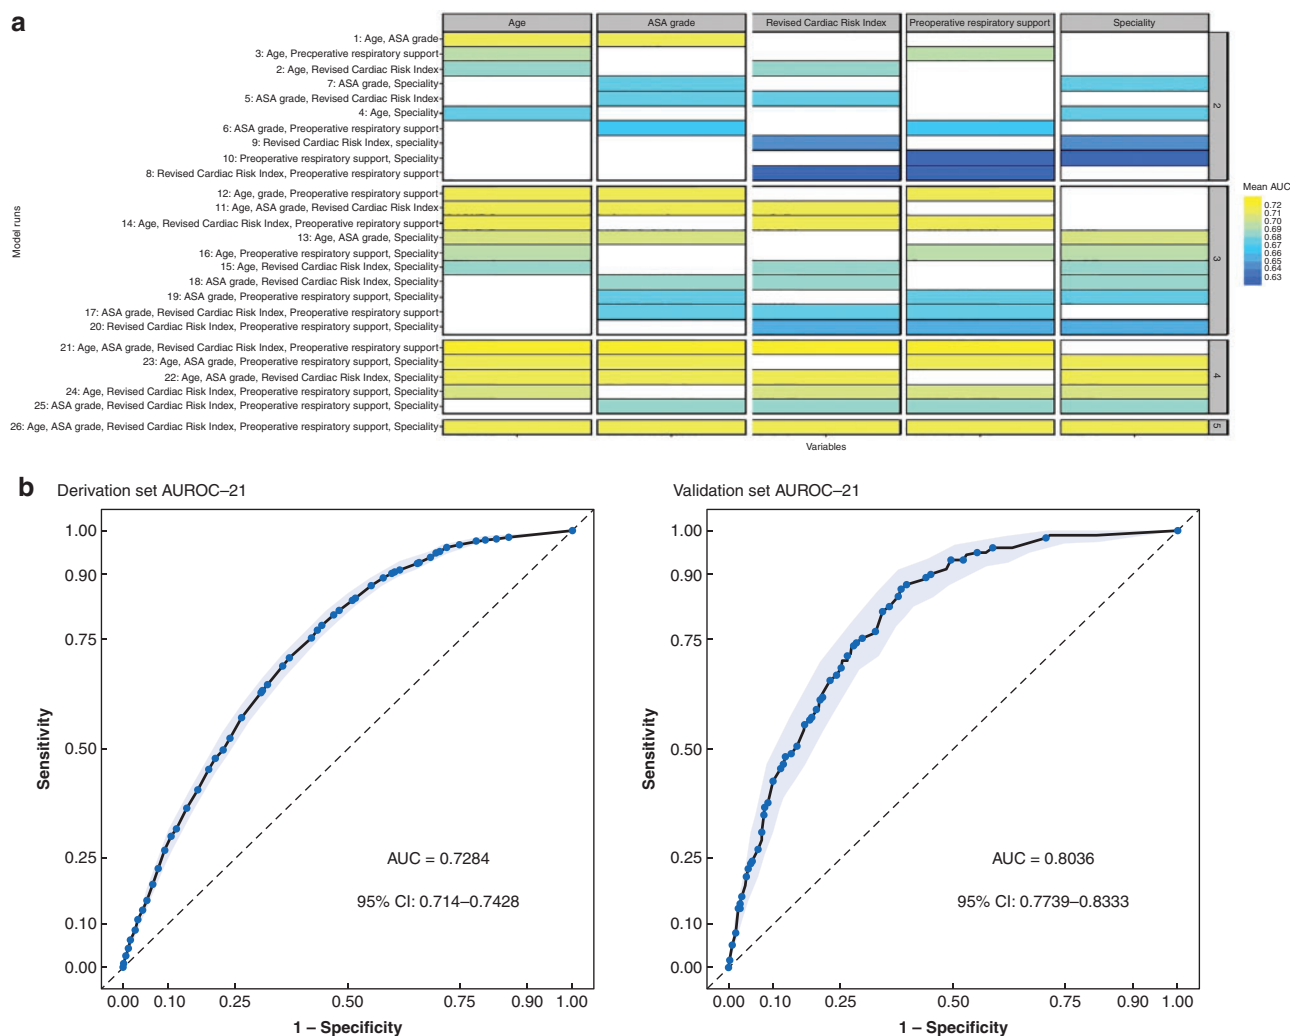 a
Age
ASA grade
Revised Cardiac Risk Index
Preoperative respiratory support
Speciality
1: Age, ASA grade
3: Age, Precperative respiratory support
2: Age, Revised Cardiac Risk Index
7: ASA grade, Speciality
5: ASA grade, Revised Cardiac Risk Index
4: Age, Speciality
6: ASA grade, Preoperative respiratory support
9: Revised Cardiac Risk Index, speciality
10: Preoperative respiratory support, Speciality
8: Revised Cardiac Risk Index, Preoperative respiratory support
2
12: Age, grade, Preoperative respiratory support
11: Age, ASA grade, Revised Cardiac Risk Index
14: Age, Revised Cardiac Risk Index, Preoperative respiratory support
13: Age, ASA grade, Speciality
16: Age, Preoperative respiratory support, Speciality
15: Age, Revised Cardiac Risk Index, Speciality
18: ASA grade, Revised Cardiac Risk Index, Speciality
19: ASA grade, Preoperative respiratory support, Speciality
17: ASA grade, Revised Cardiac Risk Index, Preoperative respiratory support
20: Revised Cardiac Risk Index, Preoperative respiratory support, Speciality
3
21: Age, ASA grade, Revised Cardiac Risk Index, Preoperative respiratory support
23: Age, ASA grade, Preoperative respiratory support, Speciality
22: Age, ASA grade, Revised Cardiac Risk Index, Speciality
24: Age, Revised Cardiac Risk Index, Preoperative respiratory support, Speciality
25: ASA grade, Revised Cardiac Risk Index, Preoperative respiratory support, Speciality
4
26: Age, ASA grade, Revised Cardiac Risk Index, Preoperative respiratory support, Speciality
5
Model runs
Variables
Mean AUC
0.72
0.71
0.70
0.69
0.68
0.67
0.66
0.65
0.64
0.63
b
Derivation set AUROC–21
1.00
0.90
0.75
0.50
0.25
0.10
0.00
Sensitivity
AUC = 0.7284
95% CI: 0.714–0.7428
0.00
0.10
0.25
0.50
0.75
0.90
1.00
1 – Specificity
Validation set AUROC–21
1.00
0.90
0.75
0.50
0.25
0.10
0.00
Sensitivity
AUC = 0.8036
95% CI: 0.7739–0.8333
0.00
0.10
0.25
0.50
0.75
0.90
1.00
1 – Specificity